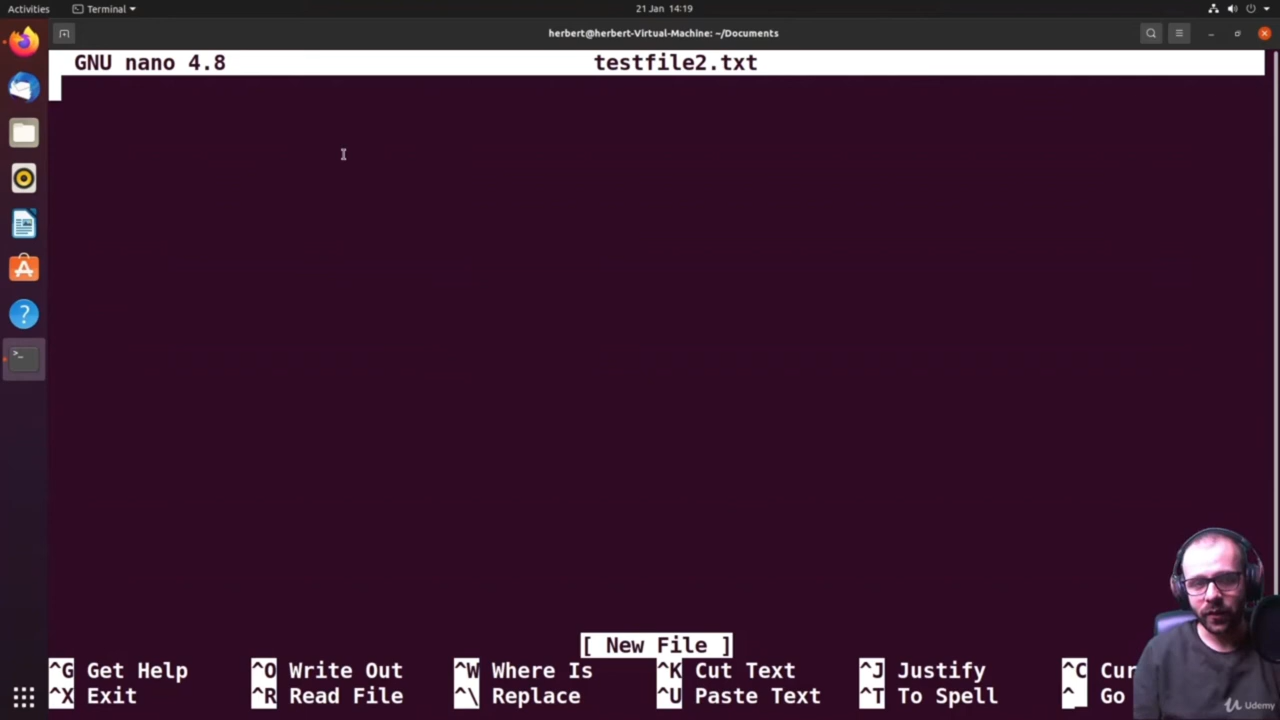 Activities Terminal 21 Jan 14:19
herbert@herbert-Virtual-Machine: ~/Documents
GNU nano 4.8 testfile2.txt
[ New File ]
^G Get Help ^O Write Out ^W Where Is ^K Cut Text ^J Justify ^C Cur
^X Exit ^R Read File ^\ Replace ^U Paste Text ^T To Spell ^_ Go
Udemy